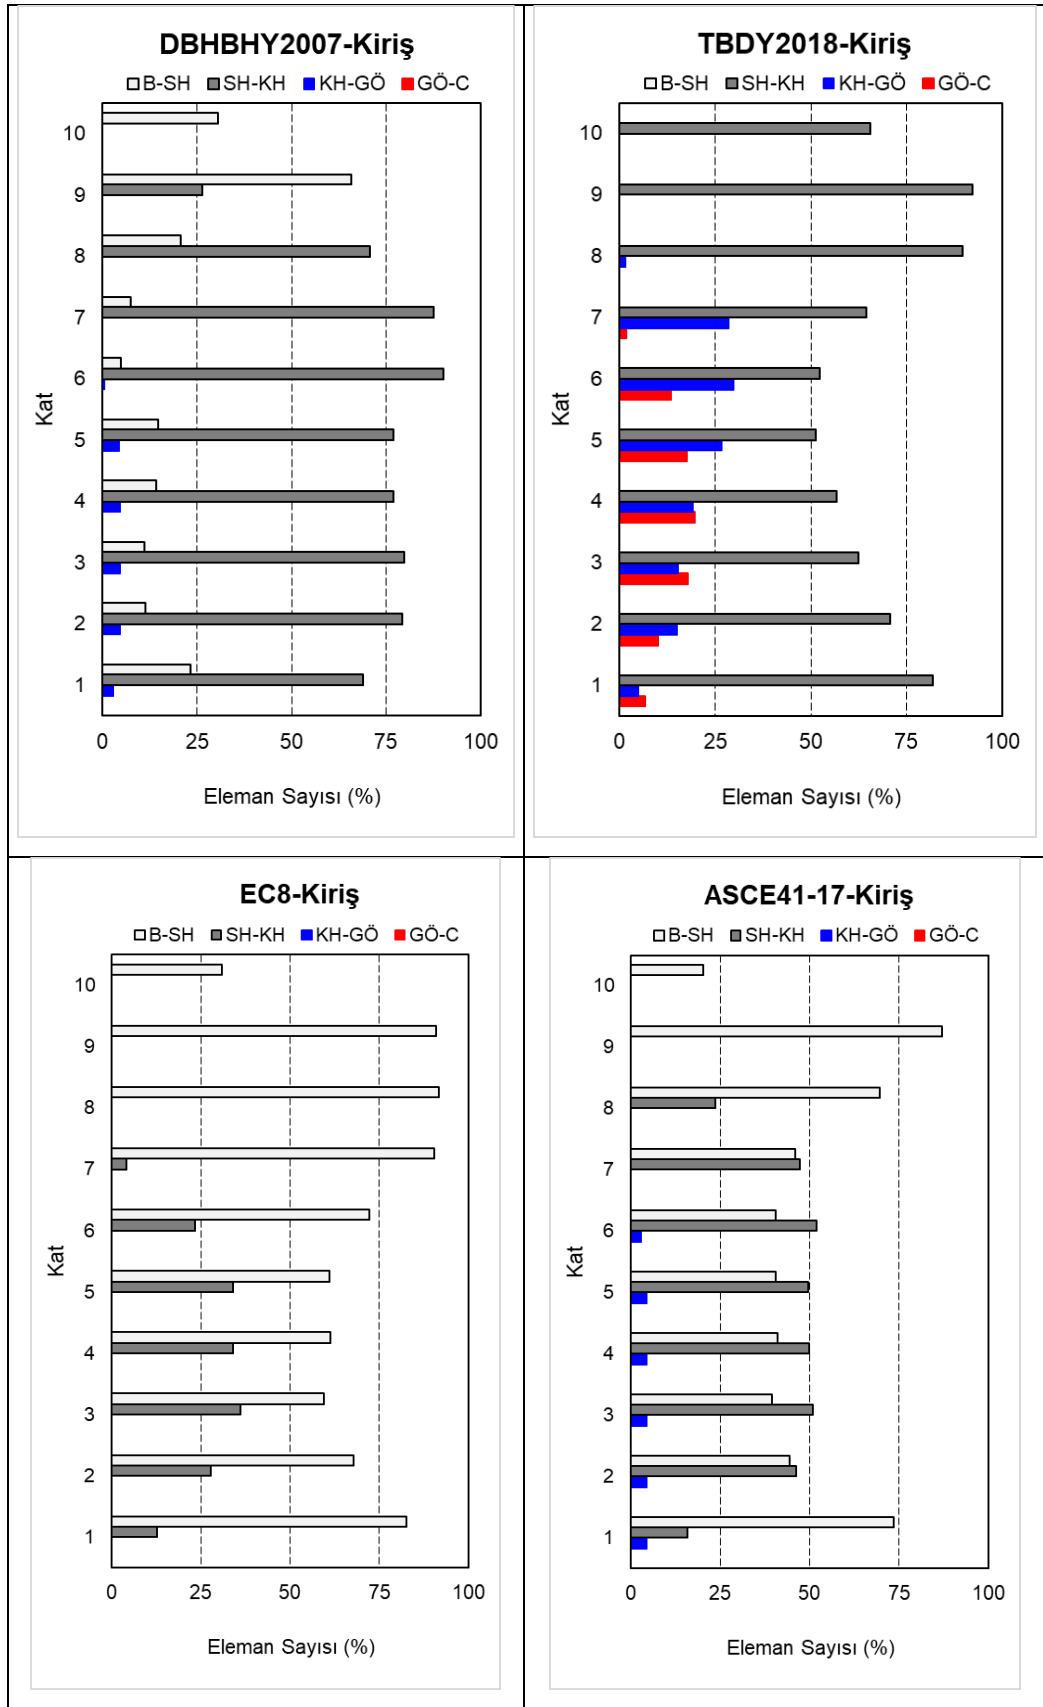 DBHBHY2007-Kiriş
B-SH SH-KH KH-GÖ GÖ-C
10
9
8
7
6
5
4
3
2
1
Kat
0 25 50 75 100
Eleman Sayısı (%)
TBDY2018-Kiriş
B-SH SH-KH KH-GÖ GÖ-C
10
9
8
7
6
5
4
3
2
1
Kat
0 25 50 75 100
Eleman Sayısı (%)
EC8-Kiriş
B-SH SH-KH KH-GÖ GÖ-C
10
9
8
7
6
5
4
3
2
1
Kat
0 25 50 75 100
Eleman Sayısı (%)
ASCE41-17-Kiriş
B-SH SH-KH KH-GÖ GÖ-C
10
9
8
7
6
5
4
3
2
1
Kat
0 25 50 75 100
Eleman Sayısı (%)